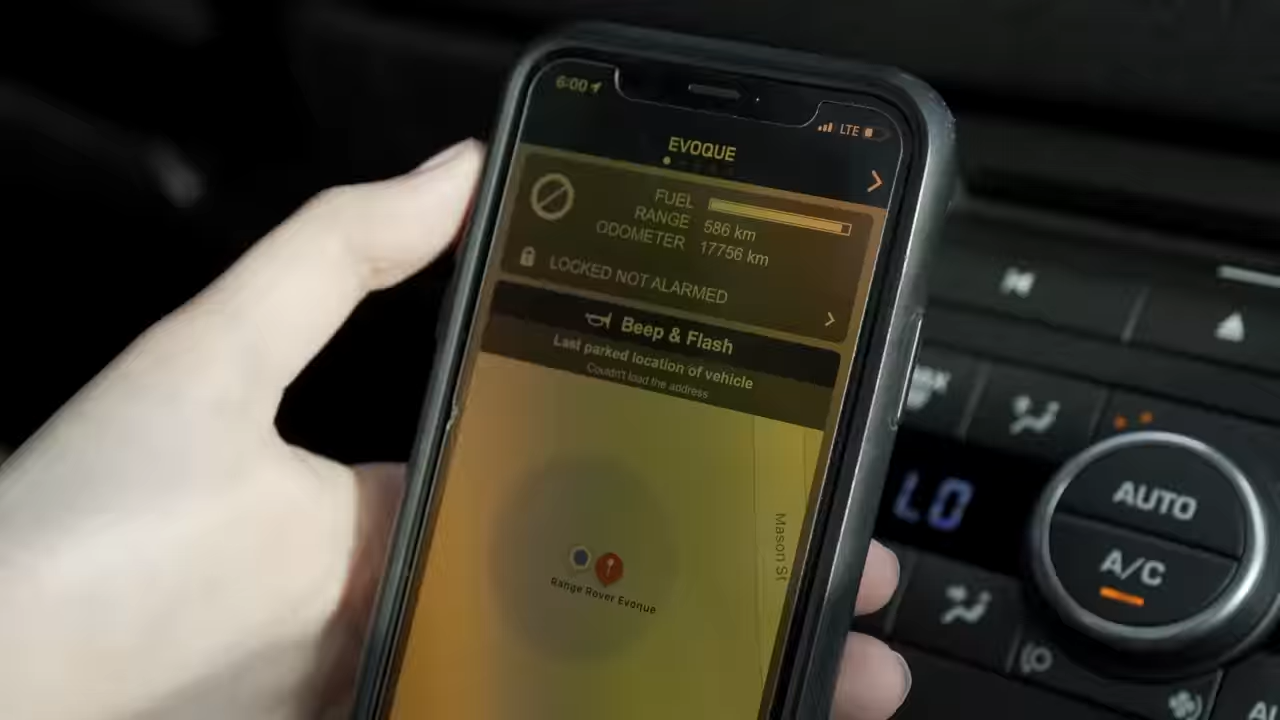 6:00
LTE
EVOQUE
FUEL
RANGE 586 km
ODOMETER 17756 km
LOCKED NOT ALARMED
Beep & Flash
Last parked location of vehicle
Couldn't load the address
Mason St
Range Rover Evoque
LO
AUTO
A/C